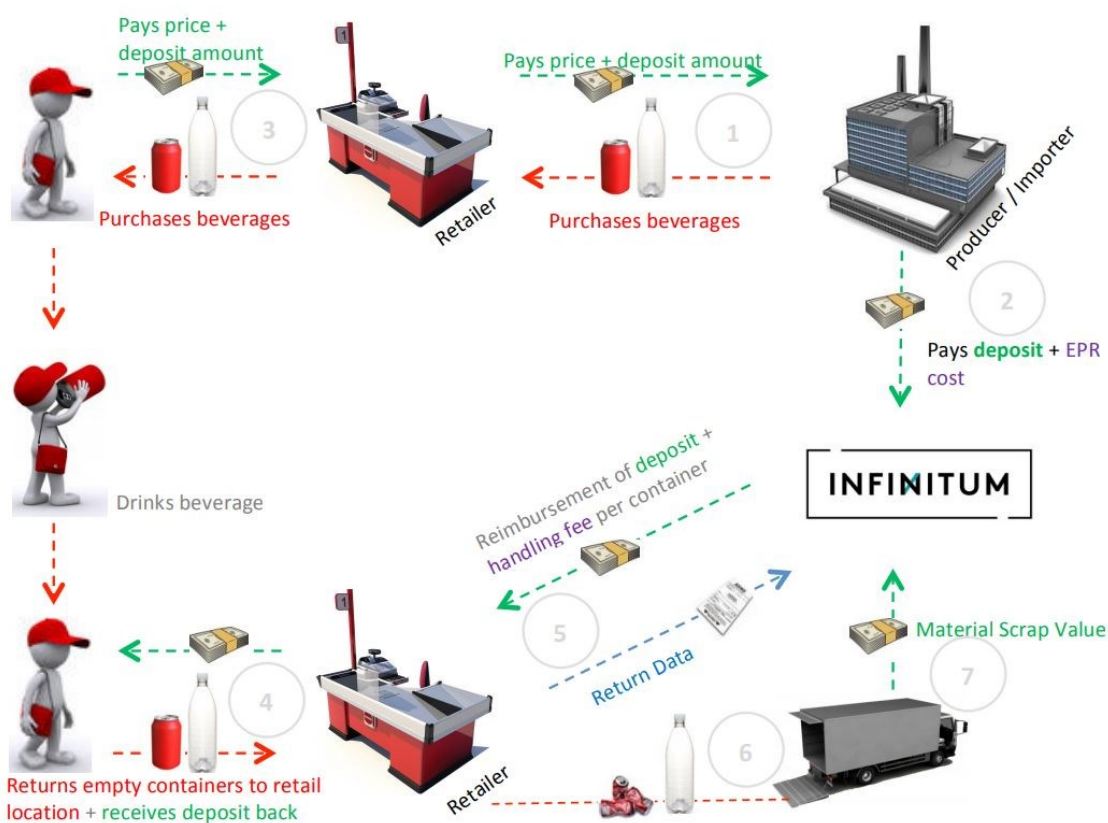 Pays price +
deposit amount
3
1
Pays price + deposit amount
1
Purchases beverages
Retailer
Purchases beverages
Producer / Importer
2
Pays deposit + EPR
cost
INFINITUM
Drinks beverage
Reimbursement of deposit +
handling fee per container
5
Return Data
4
1
Returns empty containers to retail
location + receives deposit back
Retailer
6
Material Scrap Value
7